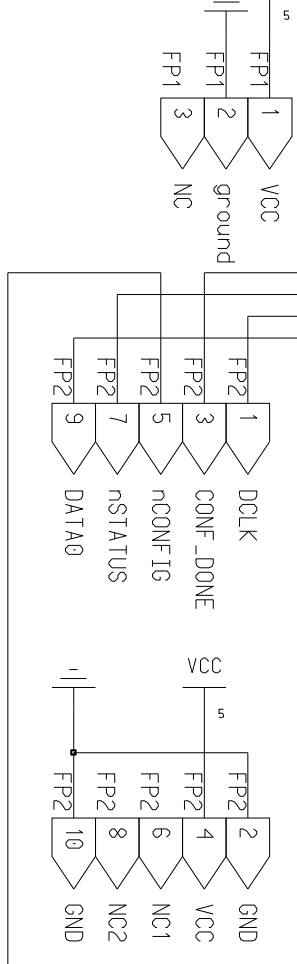 5
FP1 FP1 FP1
3 2 1
NC ground VCC
FP2 FP2 FP2 FP2 FP2
9 7 5 3 1
DATA0 nSTATUS nCONFIG CONF_DONE DCLK
VCC
5
FP2 FP2 FP2 FP2 FP2
10 8 6 4 2
GND NC2 NC1 VCC GND